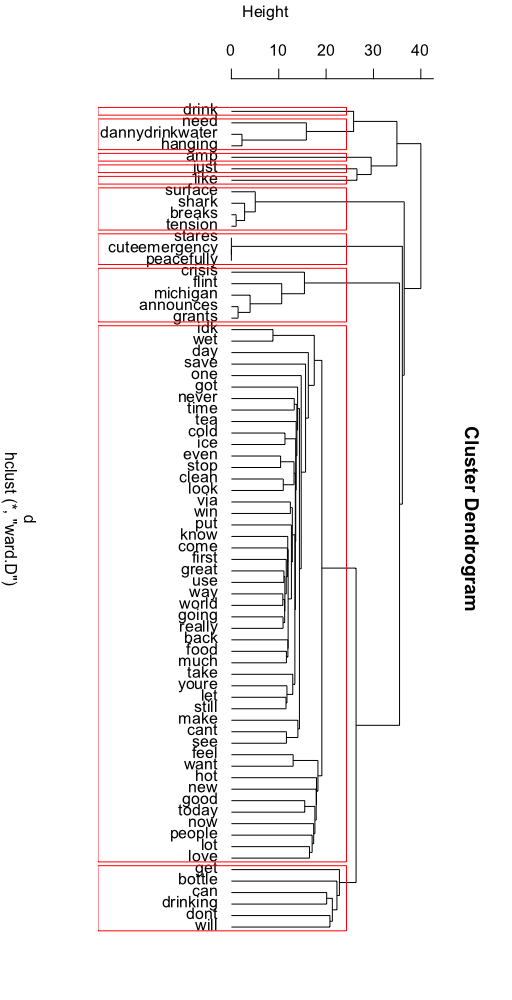 Height
0 10 20 30 40
drink
need
dannydrinkwater
hanging
amp
just
like
surface
shark
breaks
tension
stares
cuteemergency
peacefully
crisis
flint
michigan
announces
grants
idk
wet
day
save
one
got
never
time
tea
cold
ice
even
stop
clean
look
via
win
put
know
come
first
great
use
way
world
going
really
back
food
much
take
youre
let
still
make
cant
see
feel
want
hot
new
good
today
now
people
lot
love
get
bottle
can
drinking
dont
will
Cluster Dendrogram
d
hclust (*, "ward.D")